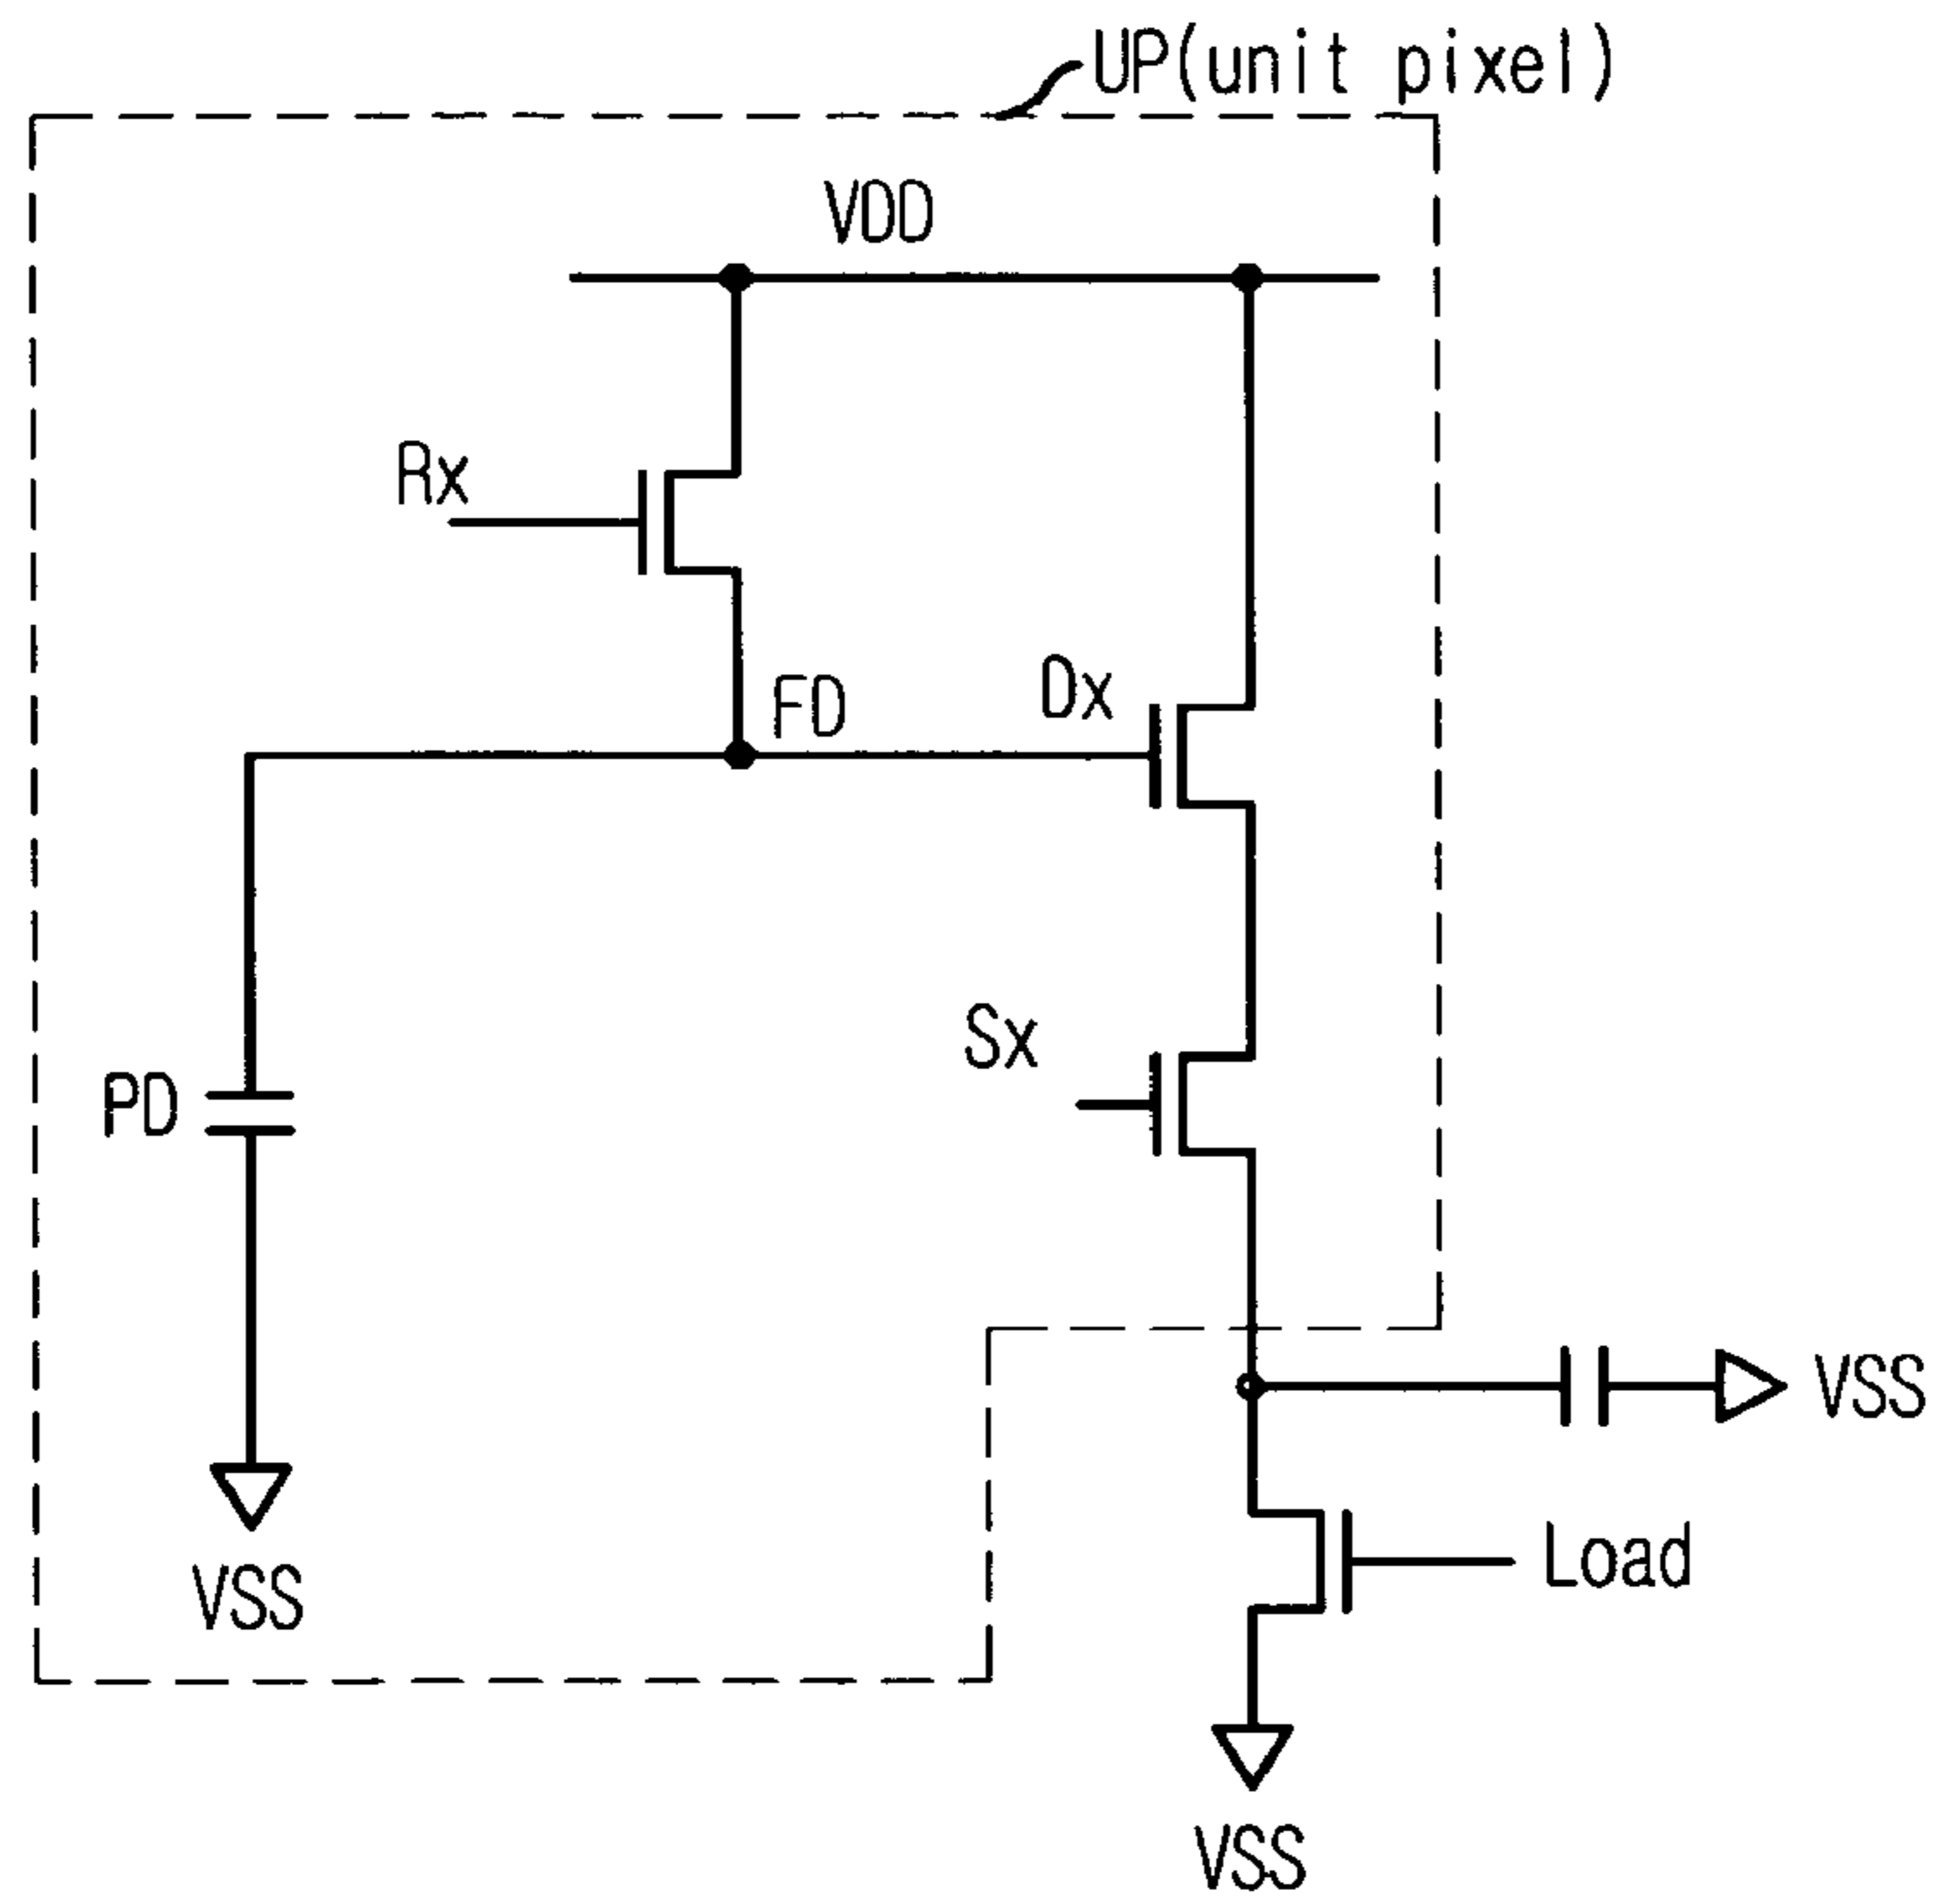 UP(unit pixel)
VDD
Rx
FD
Dx
Sx
PD
VSS
Load
VSS
VSS